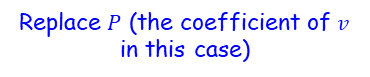 Replace 𝑃 (the coefficient of 𝑣
in this case)